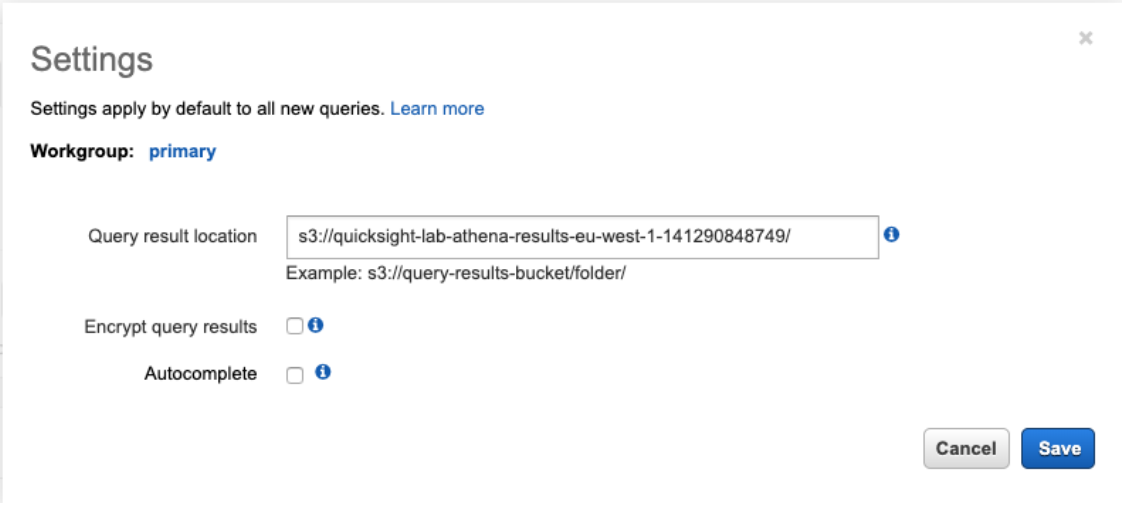 Settings
Settings apply by default to all new queries. Learn more
Workgroup: primary
Query result location s3://quicksight-lab-athena-results-eu-west-1-141290848749/
Example: s3://query-results-bucket/folder/
Encrypt query results
Autocomplete
Cancel Save